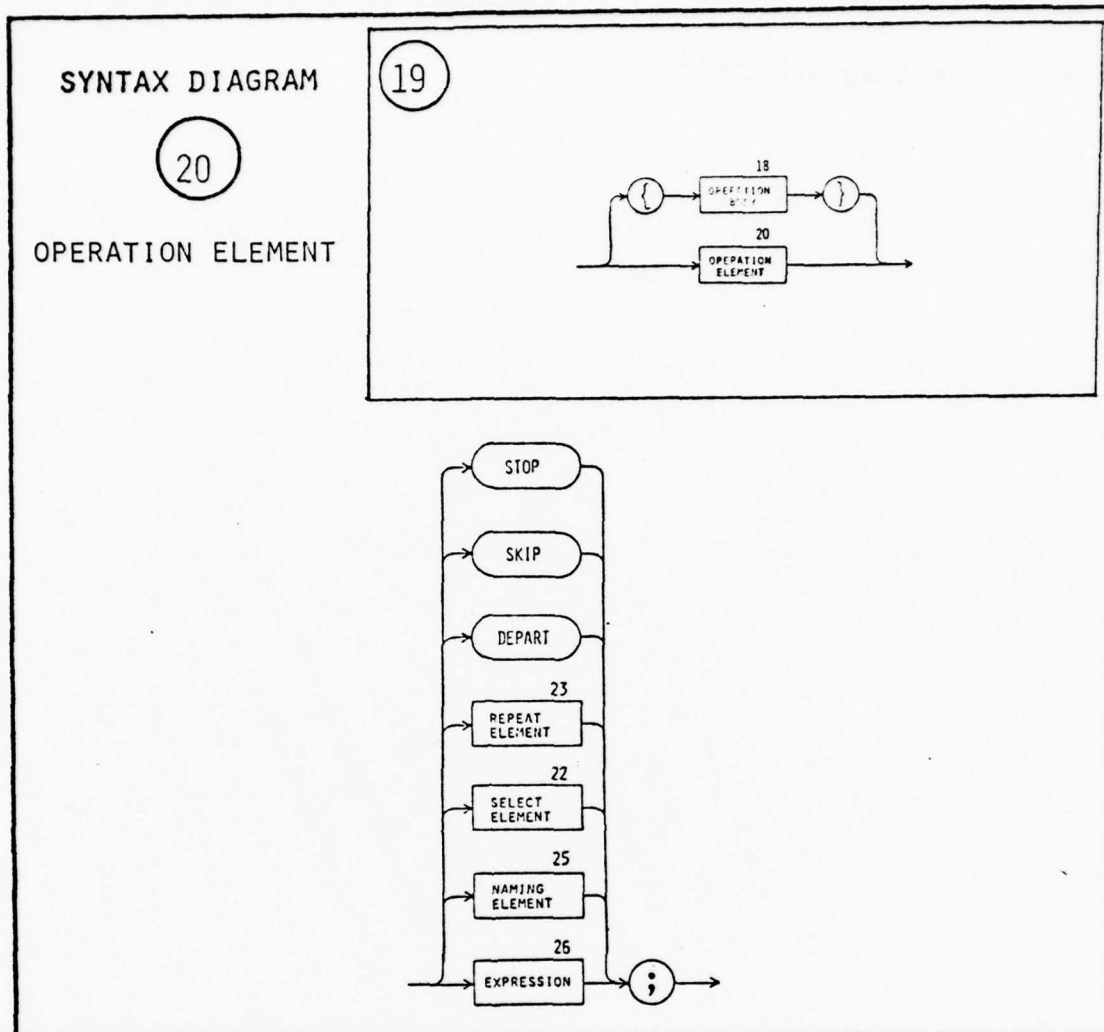 SYNTAX DIAGRAM
20
OPERATION ELEMENT
19
18
{
OPERATION
BODY
}
20
OPERATION
ELEMENT
STOP
SKIP
DEPART
23
REPEAT
ELEMENT
22
SELECT
ELEMENT
25
NAMING
ELEMENT
26
EXPRESSION
;